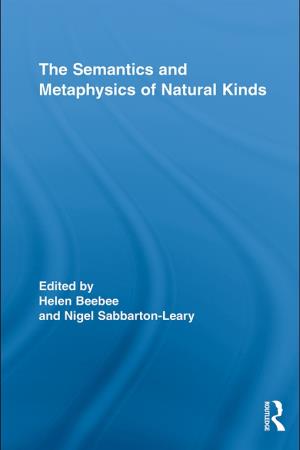 The Semantics and
Metaphysics of Natural Kinds
Edited by
Helen Beebee
and Nigel Sabbarton-Leary
ROUTLEDGE